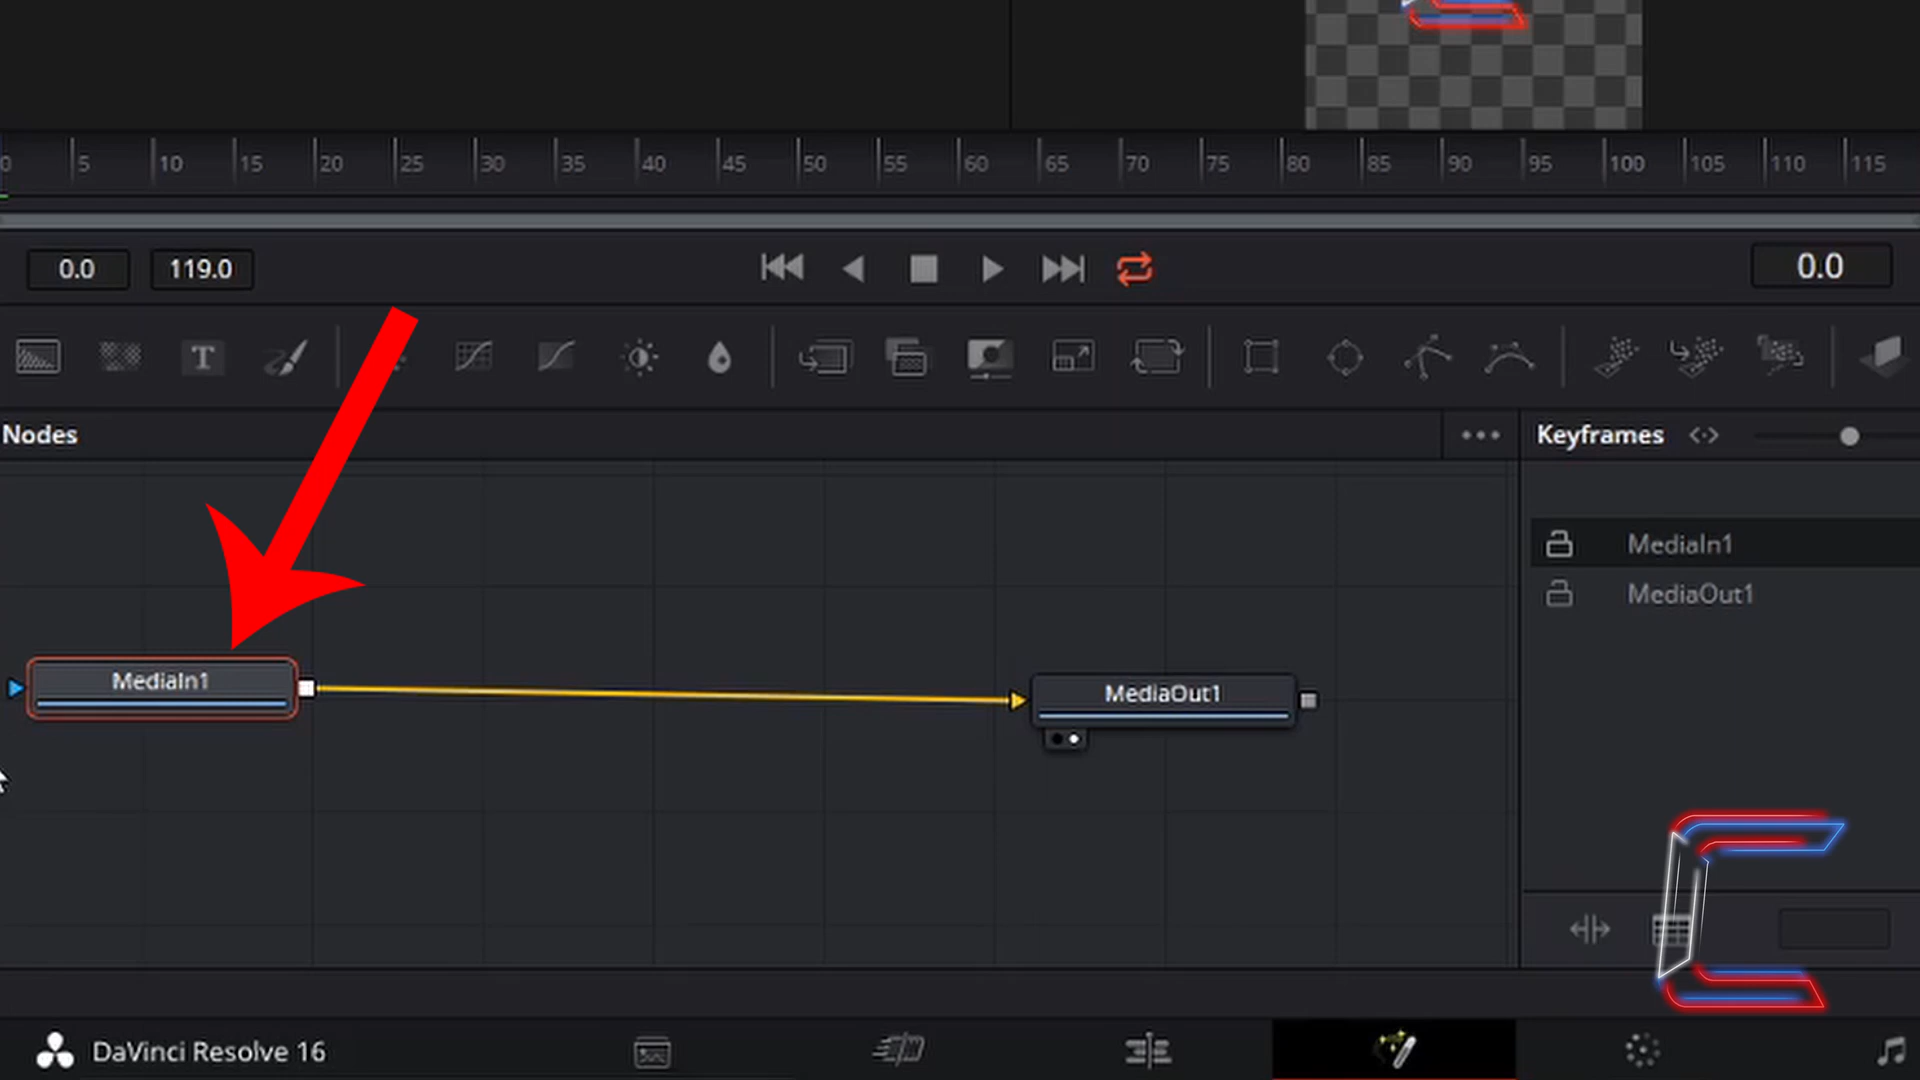 0 5 10 15 20 25 30 35 40 45 50 55 60 65 70 75 80 85 90 95 100 105 110 115
0.0 119.0 0.0
T
Nodes Keyframes
MediaIn1
MediaOut1
MediaIn1
MediaOut1
DaVinci Resolve 16